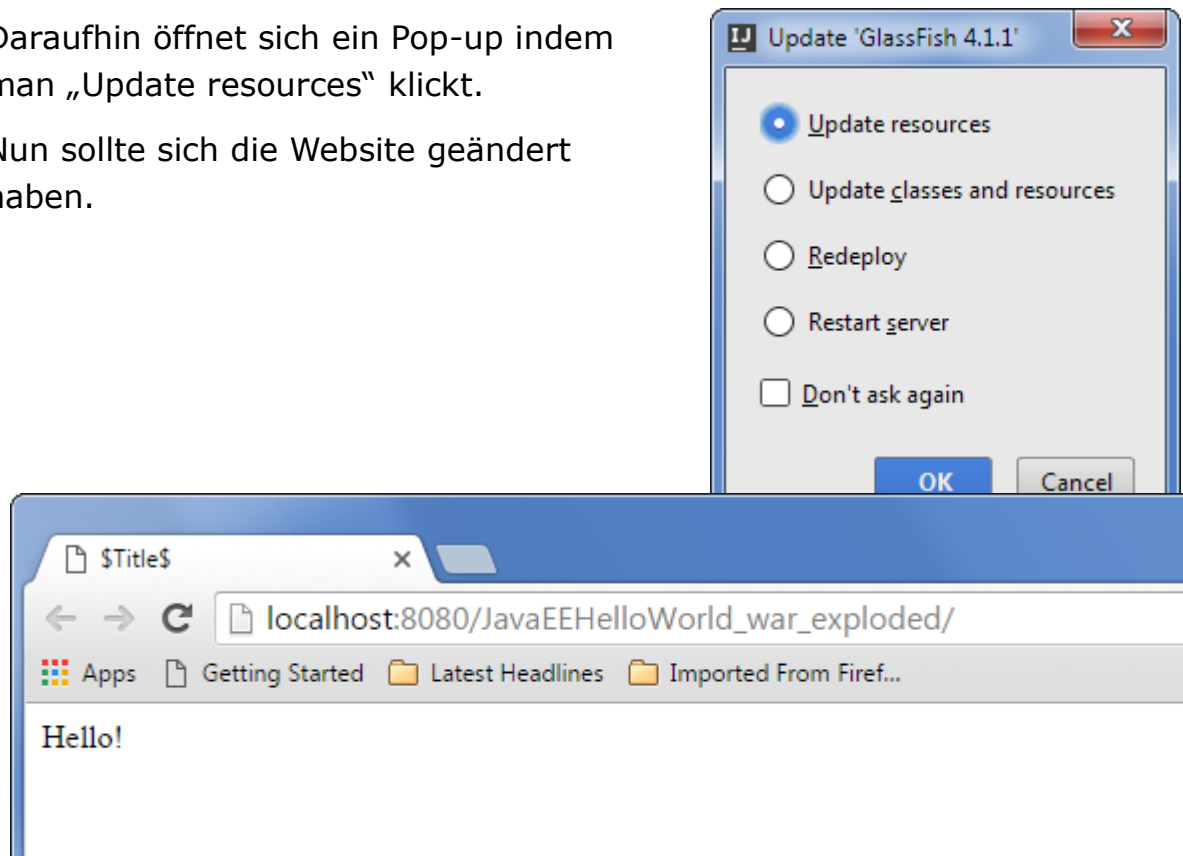 Daraufhin öffnet sich ein Pop-up indem
man „Update resources“ klickt.
Nun sollte sich die Website geändert
haben.
Update 'GlassFish 4.1.1'
Update resources
Update classes and resources
Redeploy
Restart server
Don't ask again
OK Cancel
$Title$
localhost:8080/JavaEEHelloWorld_war_exploded/
Apps Getting Started Latest Headlines Imported From Firef...
Hello!